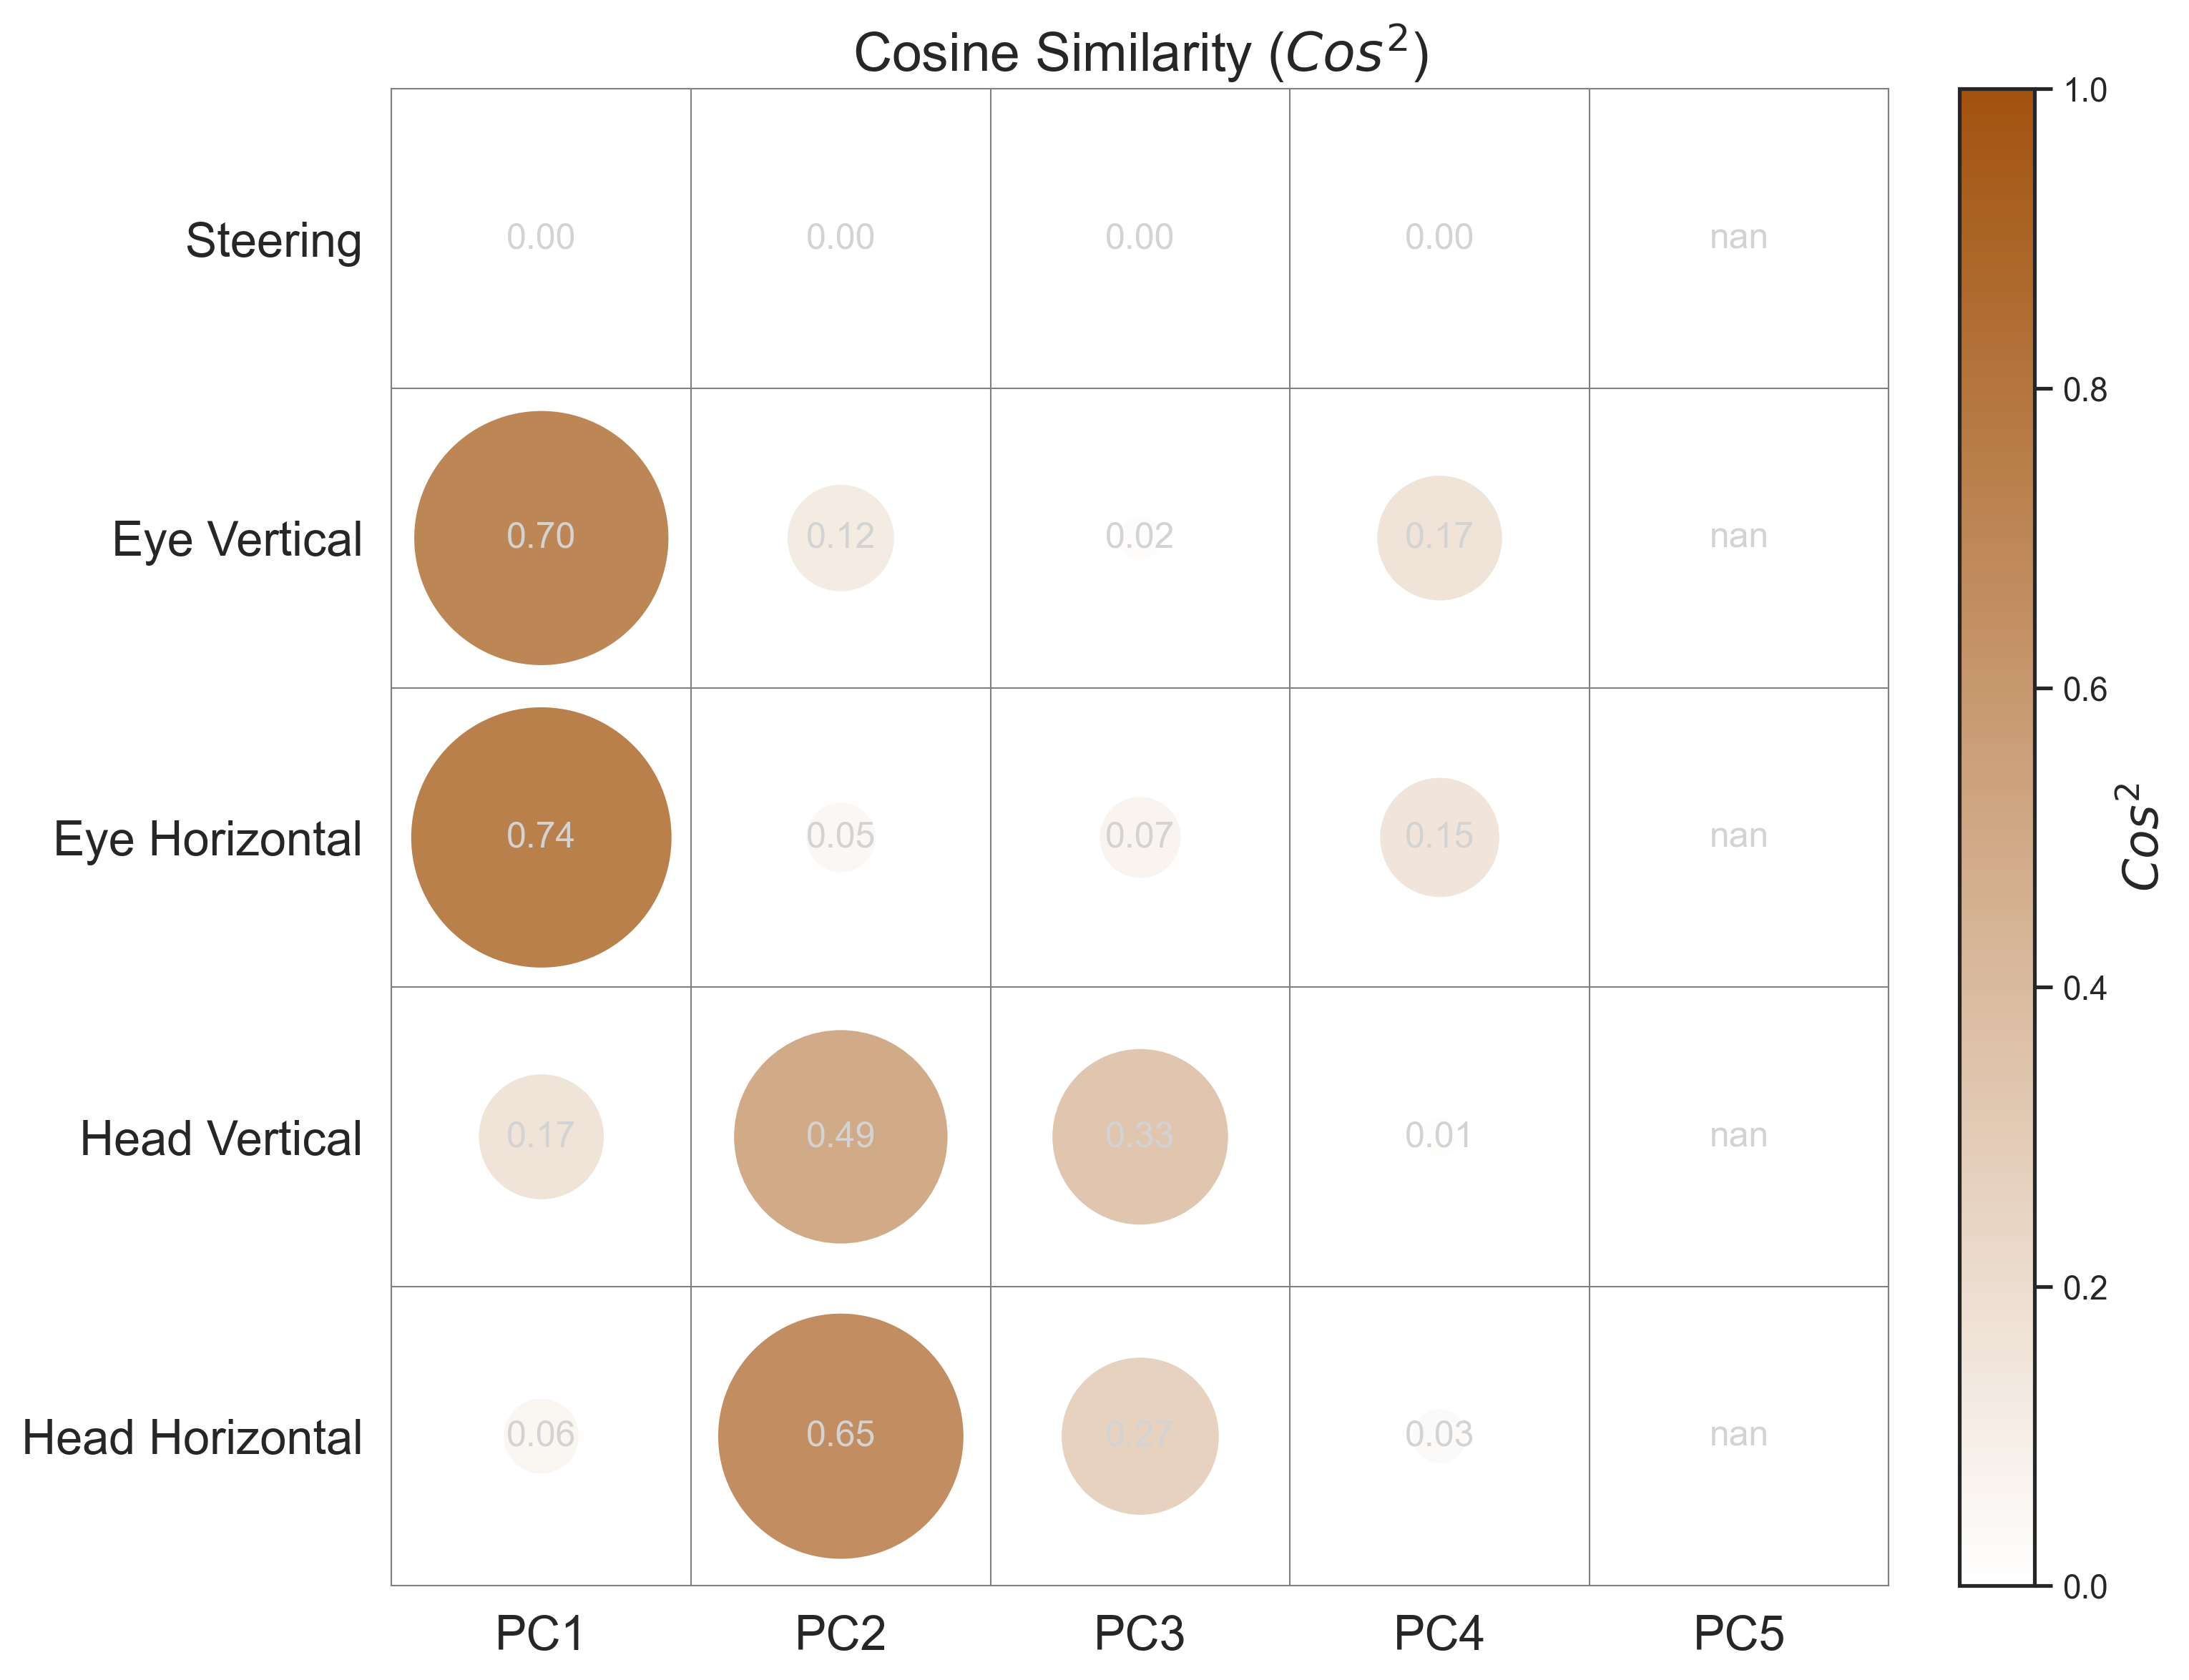 Cosine Similarity (Cos²)
Steering 0.00 0.00 0.00 0.00 nan
Eye Vertical 0.70 0.12 0.02 0.17 nan
Eye Horizontal 0.74 0.05 0.07 0.15 nan
Head Vertical 0.17 0.49 0.33 0.01 nan
Head Horizontal 0.06 0.65 0.27 0.03 nan
PC1 PC2 PC3 PC4 PC5
1.0
0.8
0.6
0.4
0.2
0.0
Cos²